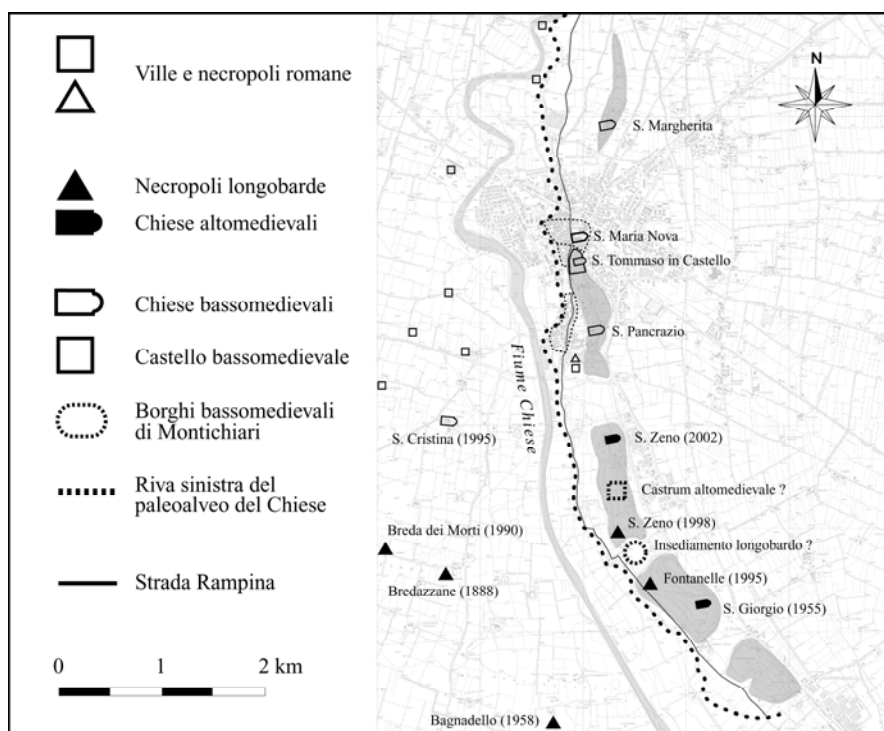 Ville e necropoli romane
Necropoli longobarde
Chiese altomedievali
Chiese bassomedievali
Castello bassomedievale
Borghi bassomedievali
di Montichiari
Riva sinistra del
paleoalveo del Chiese
Strada Rampina
0 1 2 km
N
S. Margherita
S. Maria Nova
S. Tommaso in Castello
S. Pancrazio
Fiume Chiese
S. Cristina (1995)
S. Zeno (2002)
Castrum altomedievale ?
S. Zeno (1998)
Insediamento longobardo ?
Breda dei Morti (1990)
Bredazzane (1888)
Fontanelle (1995)
S. Giorgio (1955)
Bagnadello (1958)